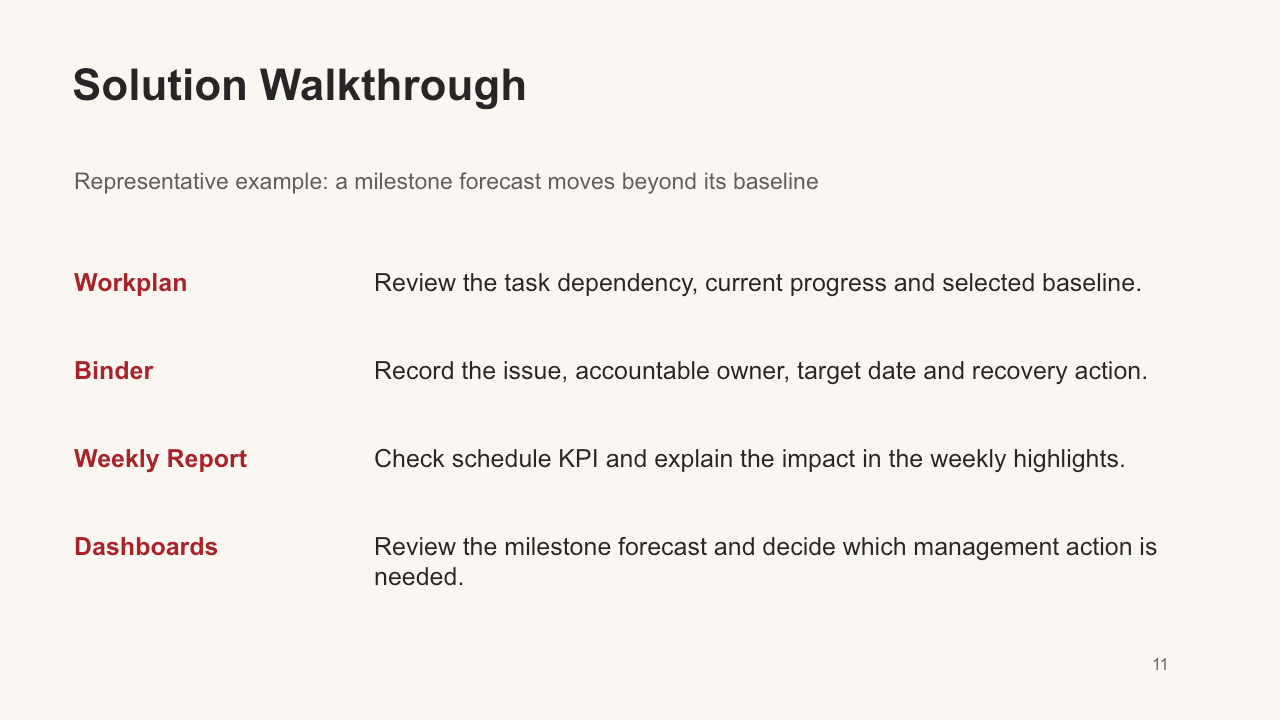 Solution Walkthrough
Representative example: a milestone forecast moves beyond its baseline
Workplan
Review the task dependency, current progress and selected baseline.
Binder
Record the issue, accountable owner, target date and recovery action.
Weekly Report
Check schedule KPI and explain the impact in the weekly highlights.
Dashboards
Review the milestone forecast and decide which management action is
needed.
11